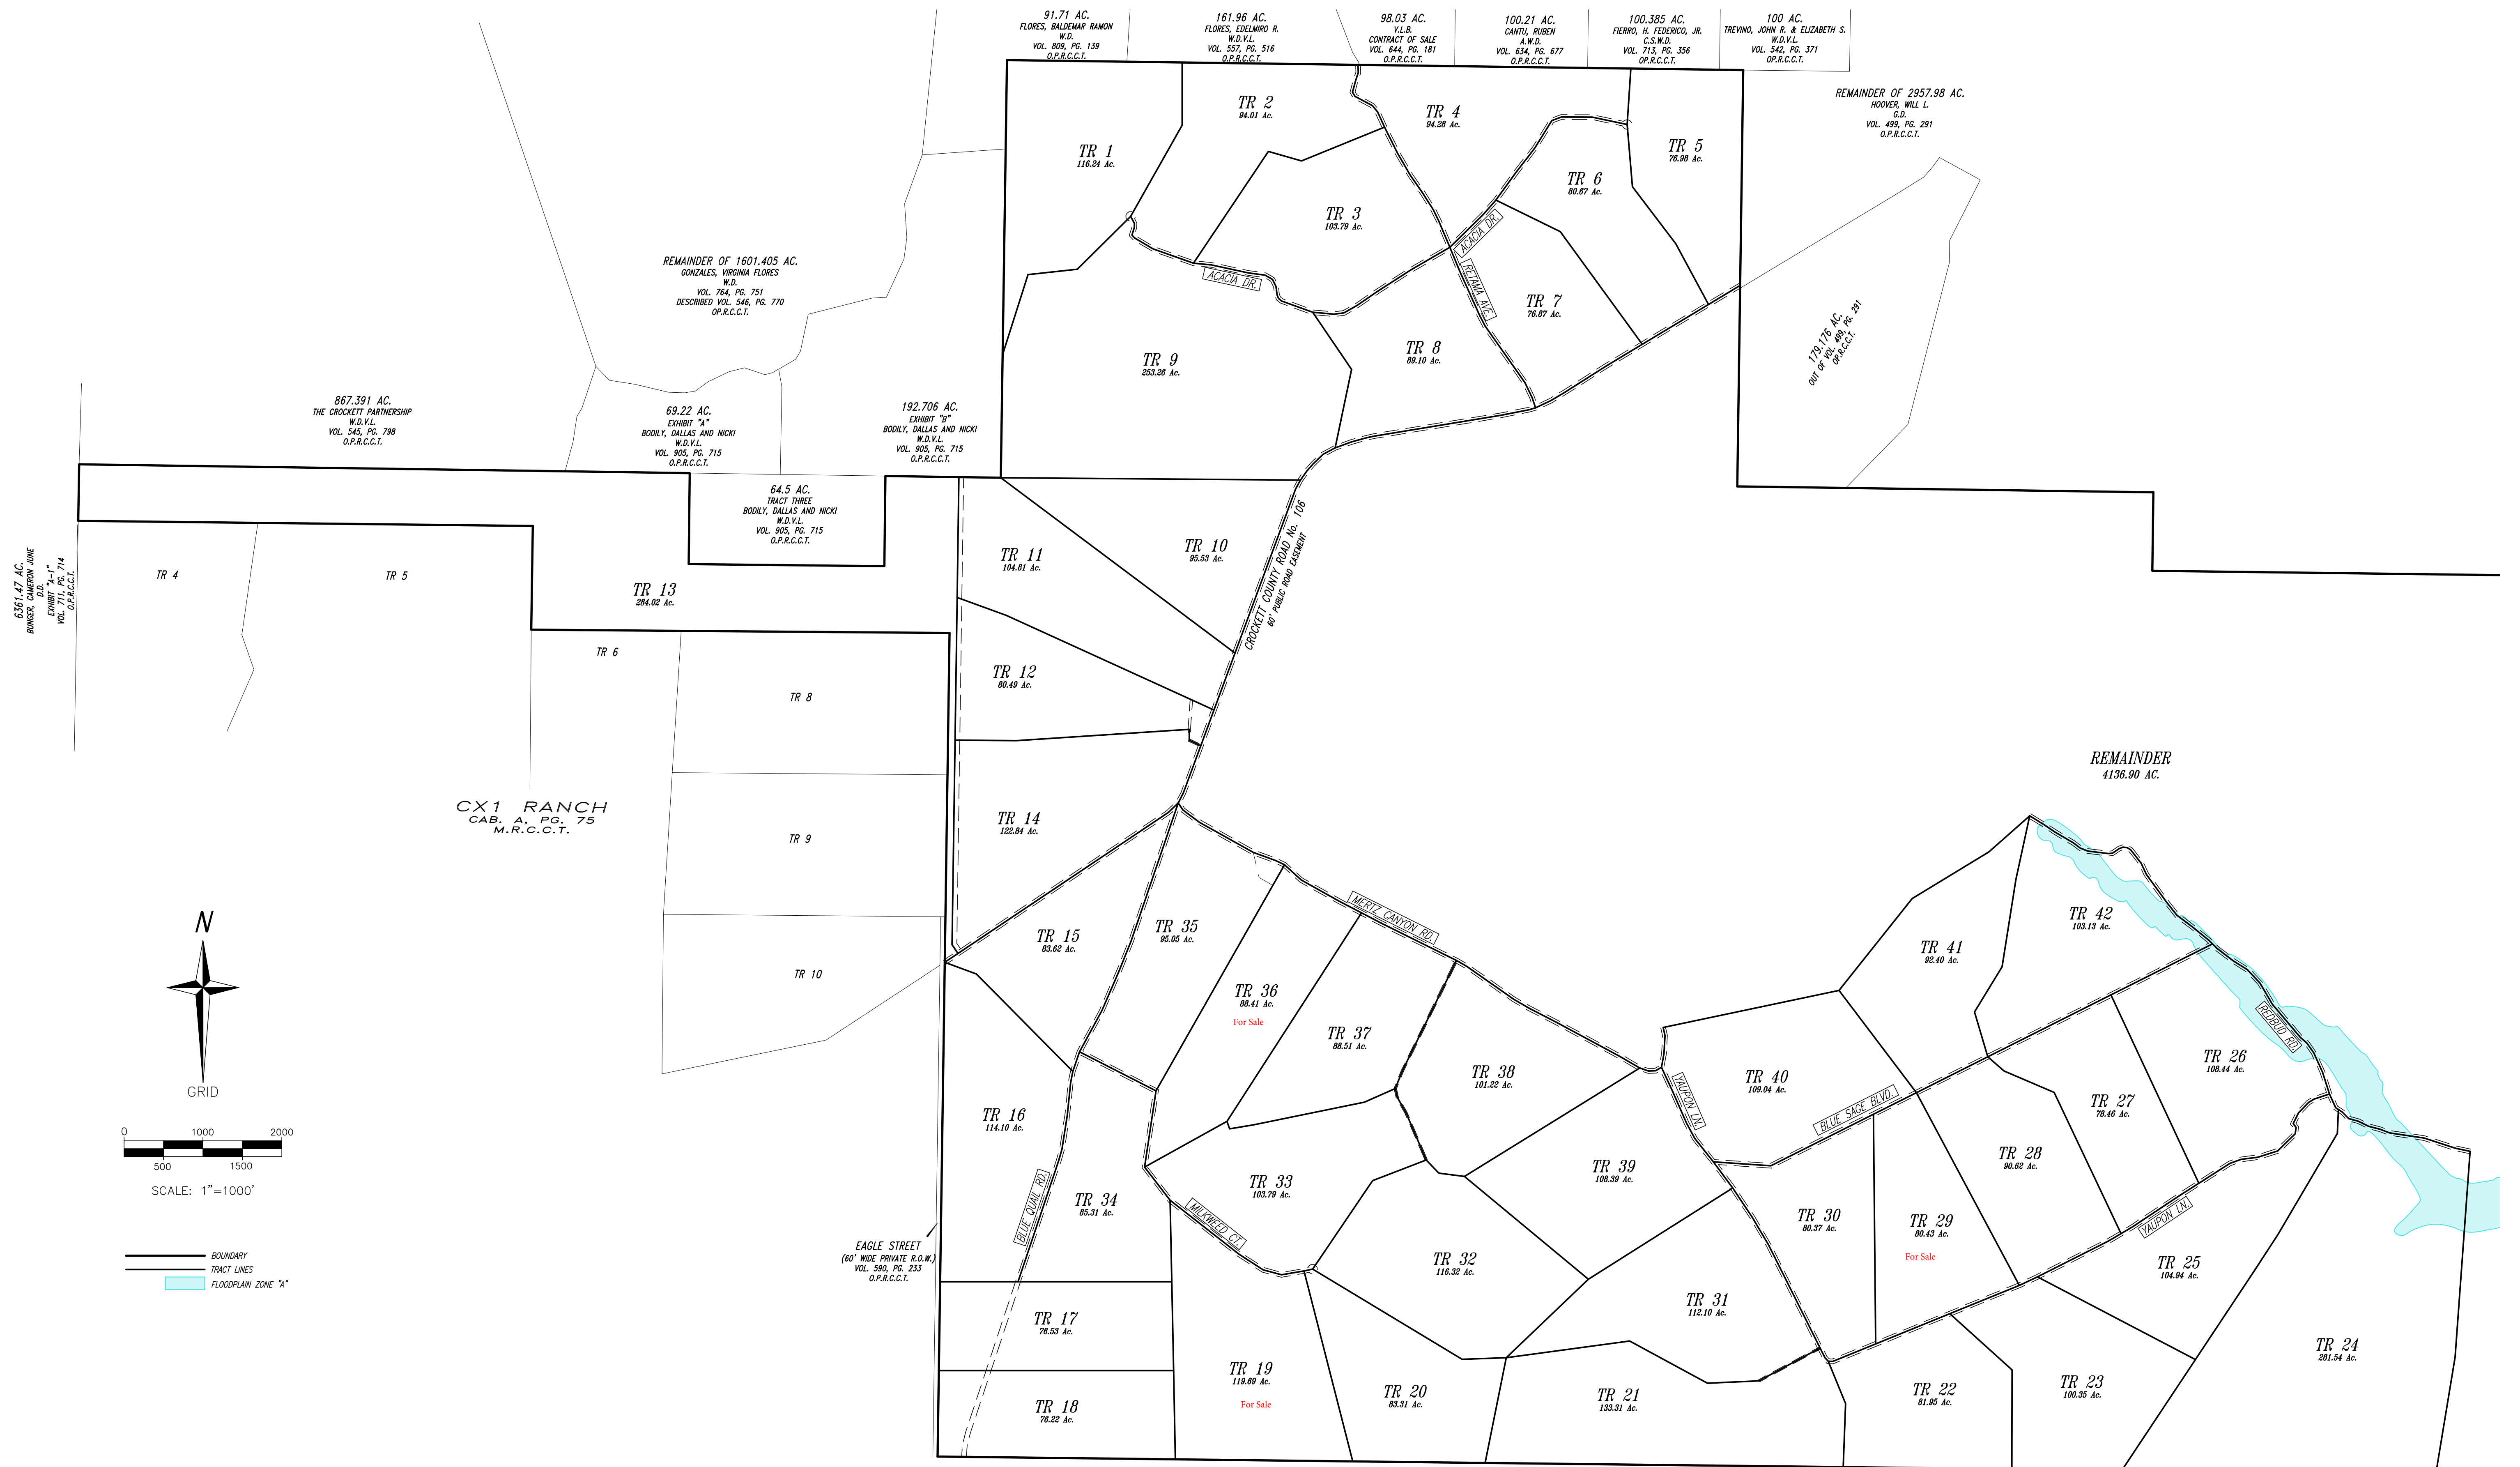 91.71 AC.
FLORES, BALDEMAR RAMON
W.D.
VOL. 809, PG. 139
O.P.R.C.C.T.
161.96 AC.
FLORES, EDELMIRO R.
W.D.V.L.
VOL. 557, PG. 516
O.P.R.C.C.T.
98.03 AC.
V.L.B.
CONTRACT OF SALE
VOL. 644, PG. 181
O.P.R.C.C.T.
100.21 AC.
CANTU, RUBEN
A.W.D.
VOL. 634, PG. 677
O.P.R.C.C.T.
100.385 AC.
FIERRO, H. FEDERICO, JR.
C.S.W.D.
VOL. 713, PG. 356
OP.R.C.C.T.
100 AC.
TREVINO, JOHN R. & ELIZABETH S.
W.D.V.L.
VOL. 542, PG. 371
OP.R.C.C.T.
REMAINDER OF 2957.98 AC.
HOOVER, WILL L.
G.D.
VOL. 499, PG. 291
O.P.R.C.C.T.
TR 1
116.24 Ac.
TR 2
94.01 Ac.
TR 3
103.79 Ac.
TR 4
94.28 Ac.
TR 5
76.98 Ac.
TR 6
80.67 Ac.
TR 7
76.87 Ac.
TR 8
89.10 Ac.
TR 9
253.26 Ac.
ACACIA DR.
ACACIA DR.
RETAMA AVE.
179.176 AC.
OUT OF VOL. 499, PG. 291
OP.R.C.C.T.
REMAINDER OF 1601.405 AC.
GONZALES, VIRGINIA FLORES
W.D.
VOL. 764, PG. 751
DESCRIBED VOL. 546, PG. 770
OP.R.C.C.T.
867.391 AC.
THE CROCKETT PARTNERSHIP
W.D.V.L.
VOL. 545, PG. 798
O.P.R.C.C.T.
69.22 AC.
EXHIBIT "A"
BODILY, DALLAS AND NICKI
W.D.V.L.
VOL. 905, PG. 715
O.P.R.C.C.T.
192.706 AC.
EXHIBIT "B"
BODILY, DALLAS AND NICKI
W.D.V.L.
VOL. 905, PG. 715
O.P.R.C.C.T.
64.5 AC.
TRACT THREE
BODILY, DALLAS AND NICKI
W.D.V.L.
VOL. 905, PG. 715
O.P.R.C.C.T.
6361.47 AC.
BUNGER, CAMERON JUNE
D.D.
EXHIBIT "A-1"
VOL. 711, PG. 714
O.P.R.C.C.T.
TR 4
TR 5
TR 13
284.02 Ac.
TR 6
TR 8
TR 9
TR 10
CX1 RANCH
CAB. A, PG. 75
M.R.C.C.T.
TR 11
104.81 Ac.
TR 10
95.53 Ac.
CROCKETT COUNTY ROAD No. 106
60' PUBLIC ROAD EASEMENT
TR 12
80.49 Ac.
TR 14
122.84 Ac.
REMAINDER
4136.90 AC.
TR 15
83.62 Ac.
TR 35
95.05 Ac.
MERTZ CANYON RD.
TR 36
88.41 Ac.
For Sale
TR 37
88.51 Ac.
TR 38
101.22 Ac.
TR 41
92.40 Ac.
TR 42
103.13 Ac.
REDBUD RD.
TR 40
109.04 Ac.
YAUPON LN.
BLUE SAGE BLVD.
TR 26
108.44 Ac.
TR 27
78.46 Ac.
TR 28
90.62 Ac.
TR 16
114.10 Ac.
TR 33
103.79 Ac.
TR 39
108.39 Ac.
TR 34
85.31 Ac.
BLUE QUAIL RD.
MILKWEED CT.
TR 30
80.37 Ac.
TR 29
80.43 Ac.
For Sale
YAUPON LN.
TR 25
104.94 Ac.
TR 32
116.32 Ac.
TR 31
112.10 Ac.
TR 17
76.53 Ac.
TR 18
76.22 Ac.
TR 19
119.69 Ac.
For Sale
TR 20
83.31 Ac.
TR 21
133.31 Ac.
TR 22
81.95 Ac.
TR 23
100.35 Ac.
TR 24
281.54 Ac.
EAGLE STREET
(60' WIDE PRIVATE R.O.W.)
VOL. 590, PG. 233
O.P.R.C.C.T.
N
GRID
0 1000 2000
500 1500
SCALE: 1"=1000'
BOUNDARY
TRACT LINES
FLOODPLAIN ZONE "A"